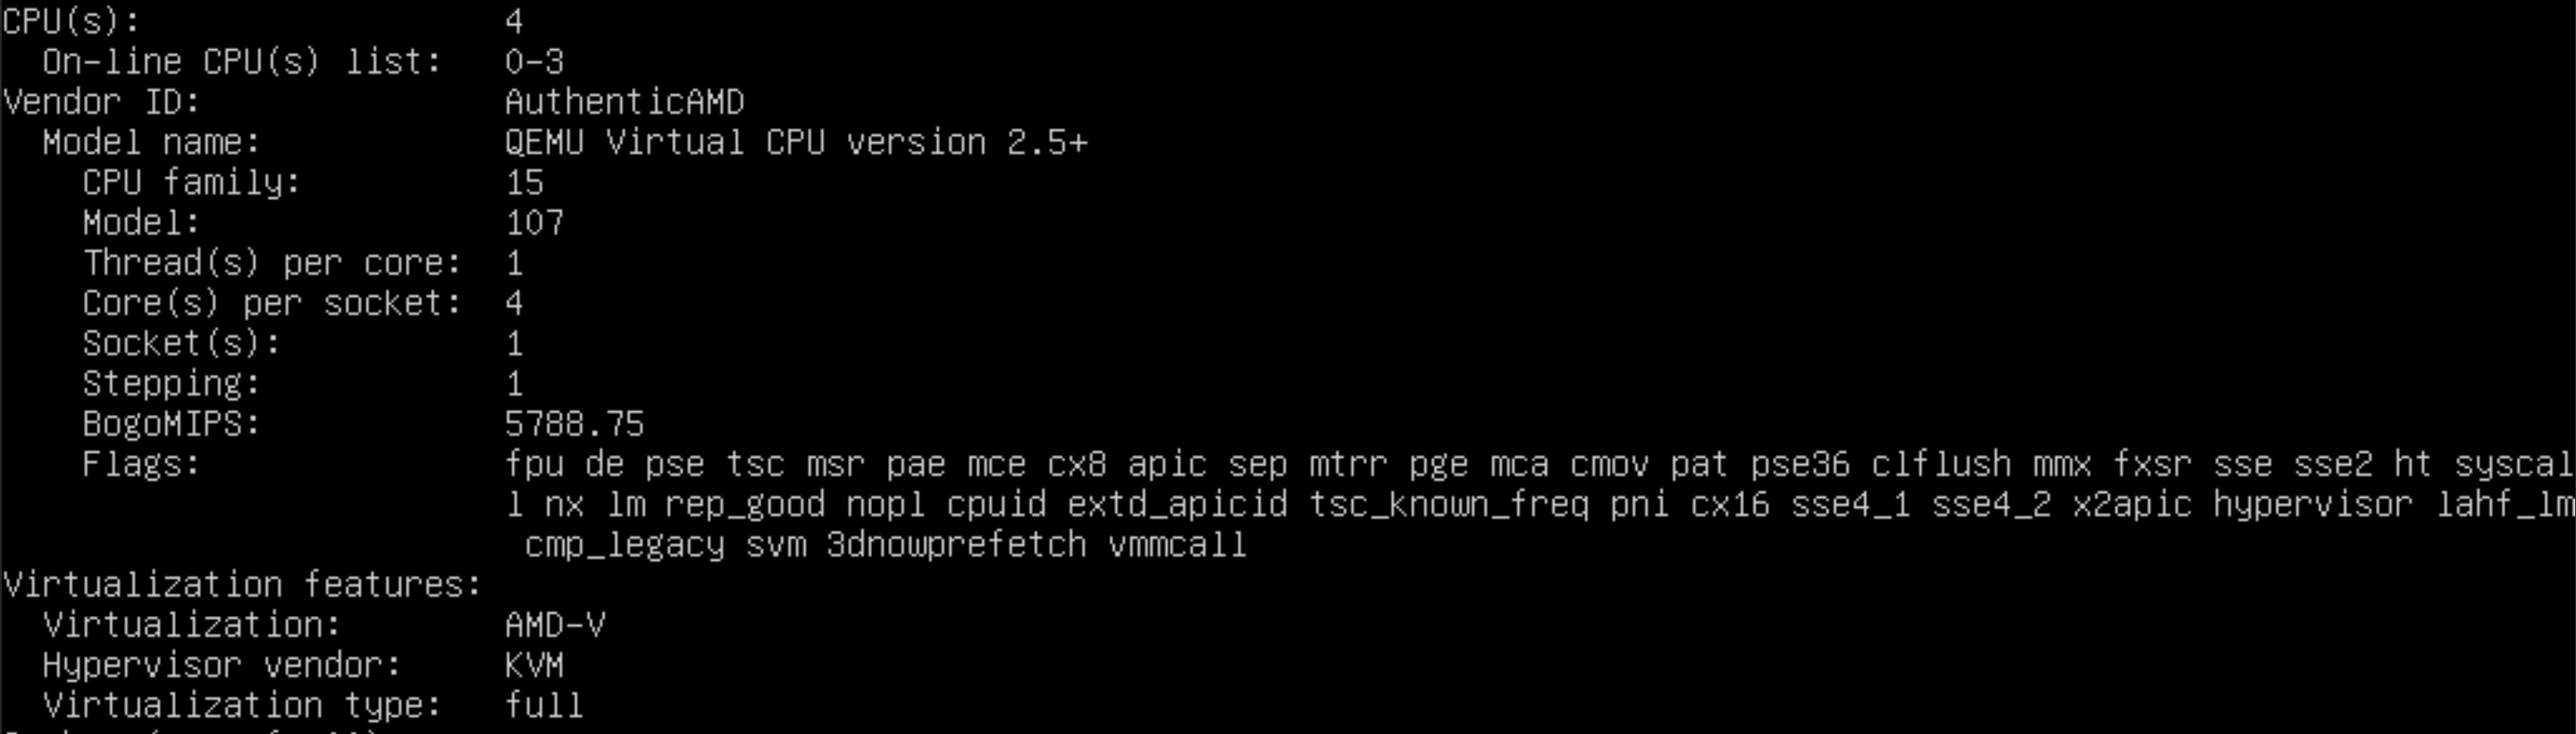 CPU(s): 4
On-line CPU(s) list: 0-3
Vendor ID: AuthenticAMD
Model name: QEMU Virtual CPU version 2.5+
CPU family: 15
Model: 107
Thread(s) per core: 1
Core(s) per socket: 4
Socket(s): 1
Stepping: 1
BogoMIPS: 5788.75
Flags: fpu de pse tsc msr pae mce cx8 apic sep mtrr pge mca cmov pat pse36 clflush mmx fxsr sse sse2 ht syscal
l nx lm rep_good nopl cpuid extd_apicid tsc_known_freq pni cx16 sse4_1 sse4_2 x2apic hypervisor lahf_lm
cmp_legacy svm 3dnowprefetch vmmcall
Virtualization features:
Virtualization: AMD-V
Hypervisor vendor: KVM
Virtualization type: full